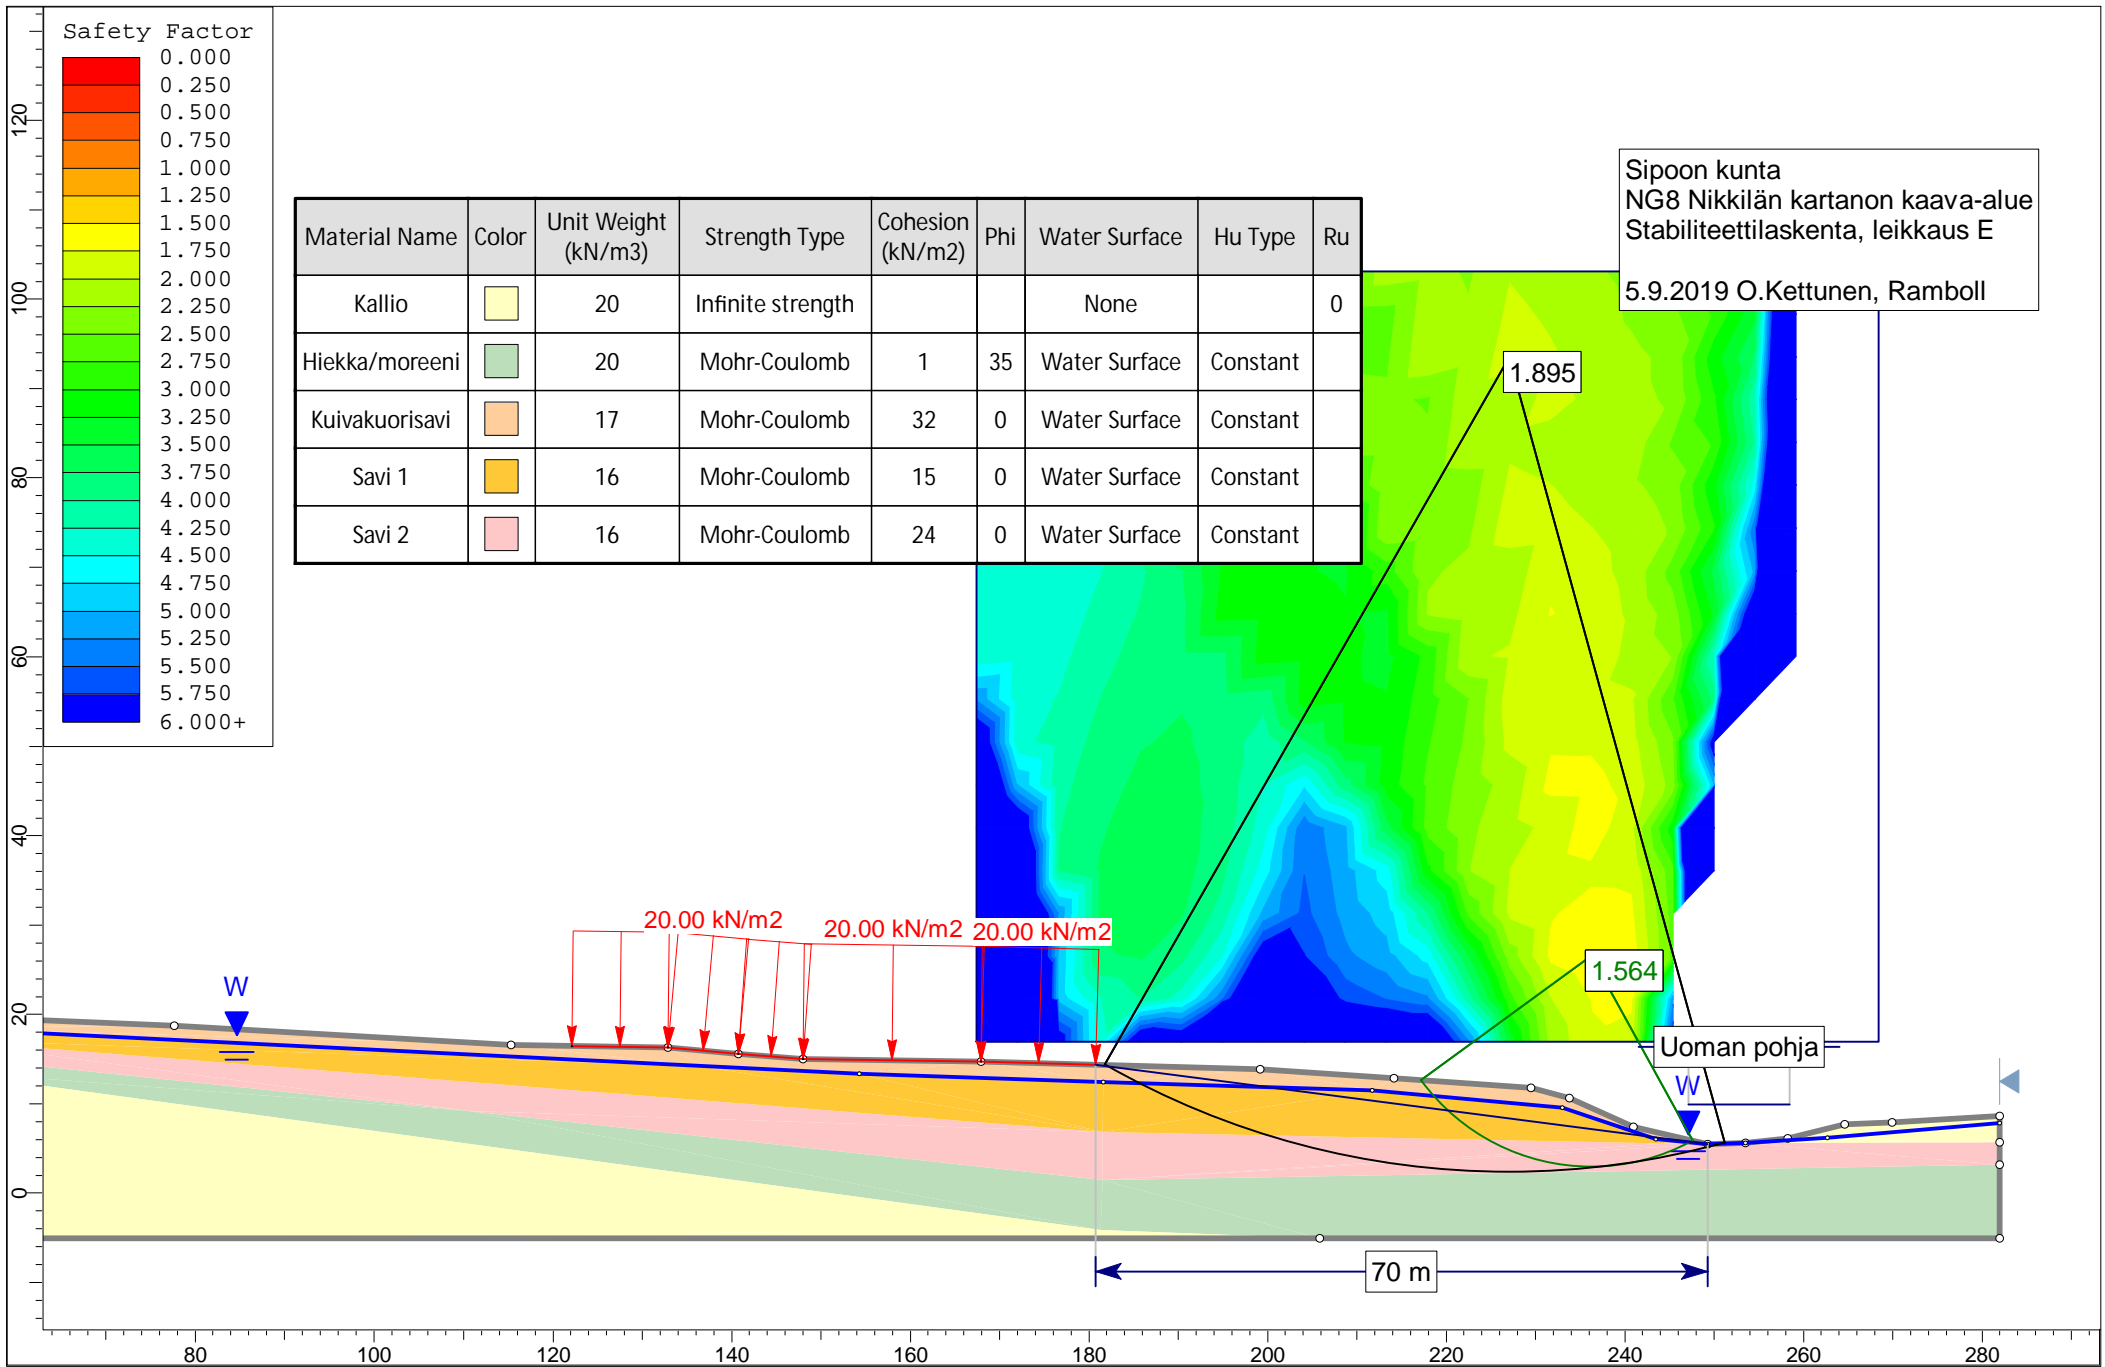 Safety Factor
0.000
0.250
0.500
0.750
1.000
1.250
1.500
1.750
2.000
2.250
2.500
2.750
3.000
3.250
3.500
3.750
4.000
4.250
4.500
4.750
5.000
5.250
5.500
5.750
6.000+
Material Name Color Unit Weight (kN/m3) Strength Type Cohesion (kN/m2) Phi Water Surface Hu Type Ru
Kallio 20 Infinite strength None 0
Hiekka/moreeni 20 Mohr-Coulomb 1 35 Water Surface Constant
Kuivakuorisavi 17 Mohr-Coulomb 32 0 Water Surface Constant
Savi 1 16 Mohr-Coulomb 15 0 Water Surface Constant
Savi 2 16 Mohr-Coulomb 24 0 Water Surface Constant
Sipoon kunta
NG8 Nikkilän kartanon kaava-alue
Stabiliteettilaskenta, leikkaus E
5.9.2019 O.Kettunen, Ramboll
1.895
20.00 kN/m2
20.00 kN/m2
20.00 kN/m2
1.564
W
Uoman pohja
W
70 m
120
100
80
60
40
20
0
80 100 120 140 160 180 200 220 240 260 280